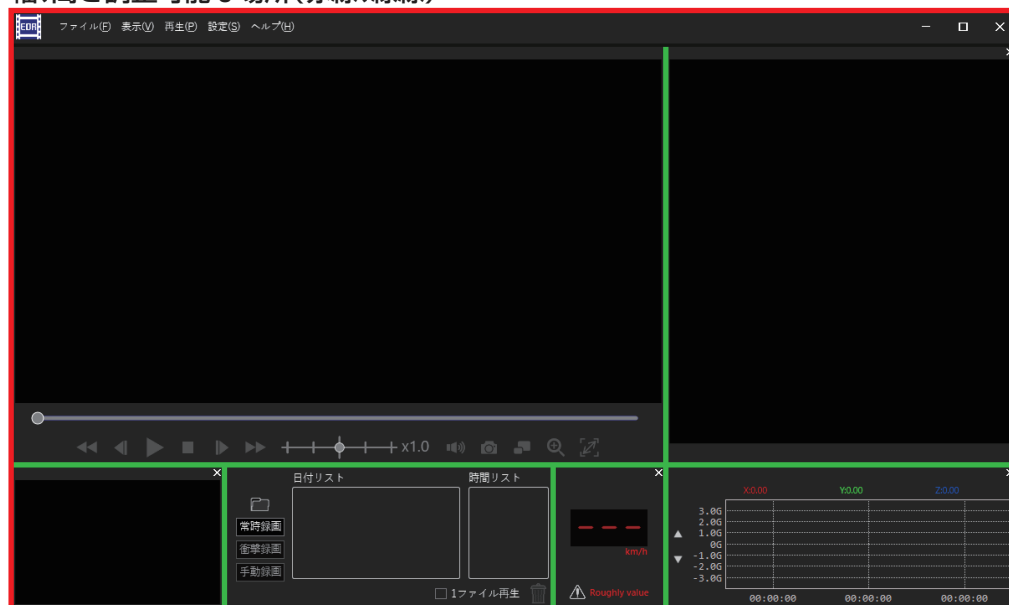 EDR ファイル(F) 表示(V) 再生(P) 設定(S) ヘルプ(H)
x1.0
日付リスト 時間リスト
常時録画
衝撃録画
手動録画
1ファイル再生
--- km/h
Roughly value
X:0.00 Y:0.00 Z:0.00
3.0G
2.0G
1.0G
0G
-1.0G
-2.0G
-3.0G
00:00:00 00:00:00 00:00:00